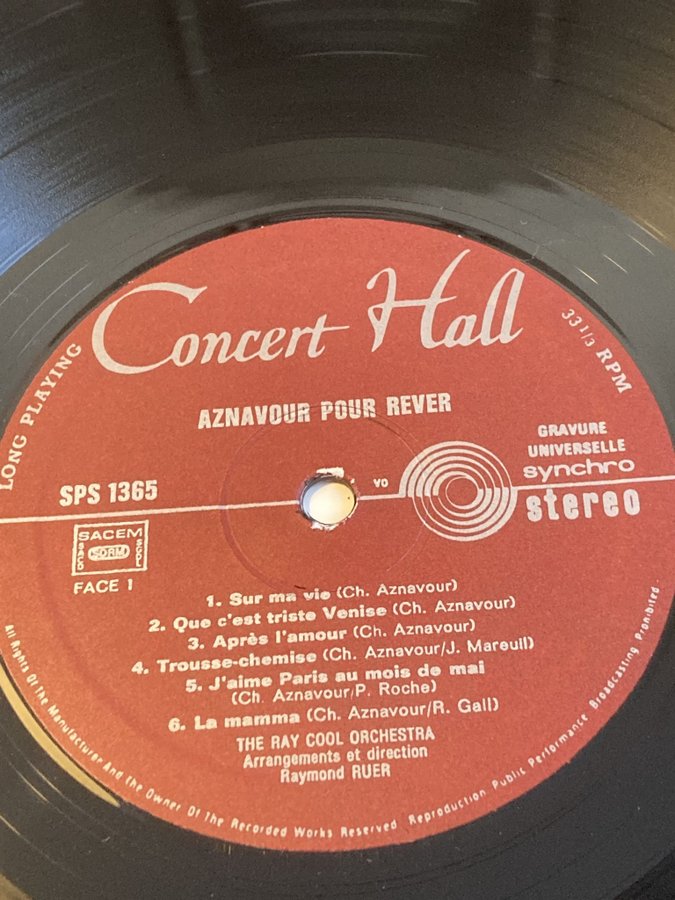 Concert Hall
LONG PLAYING
33 1/3 RPM
AZNAVOUR POUR REVER
GRAVURE
UNIVERSELLE
synchro
stereo
VO
SPS 1365
SACEM
SACD
SDRM
SGDL
FACE 1
1. Sur ma vie (Ch. Aznavour)
2. Que c'est triste Venise (Ch. Aznavour)
3. Après l'amour (Ch. Aznavour)
4. Trousse-chemise (Ch. Aznavour/J. Mareuil)
5. J'aime Paris au mois de mai
(Ch. Aznavour/P. Roche)
6. La mamma (Ch. Aznavour/R. Gall)
THE RAY COOL ORCHESTRA
Arrangements et direction
Raymond RUER
All Rights Of The Manufacturer And the Owner Of The Recorded Works Reserved. Reproduction Public Performance Broadcasting Prohibited.